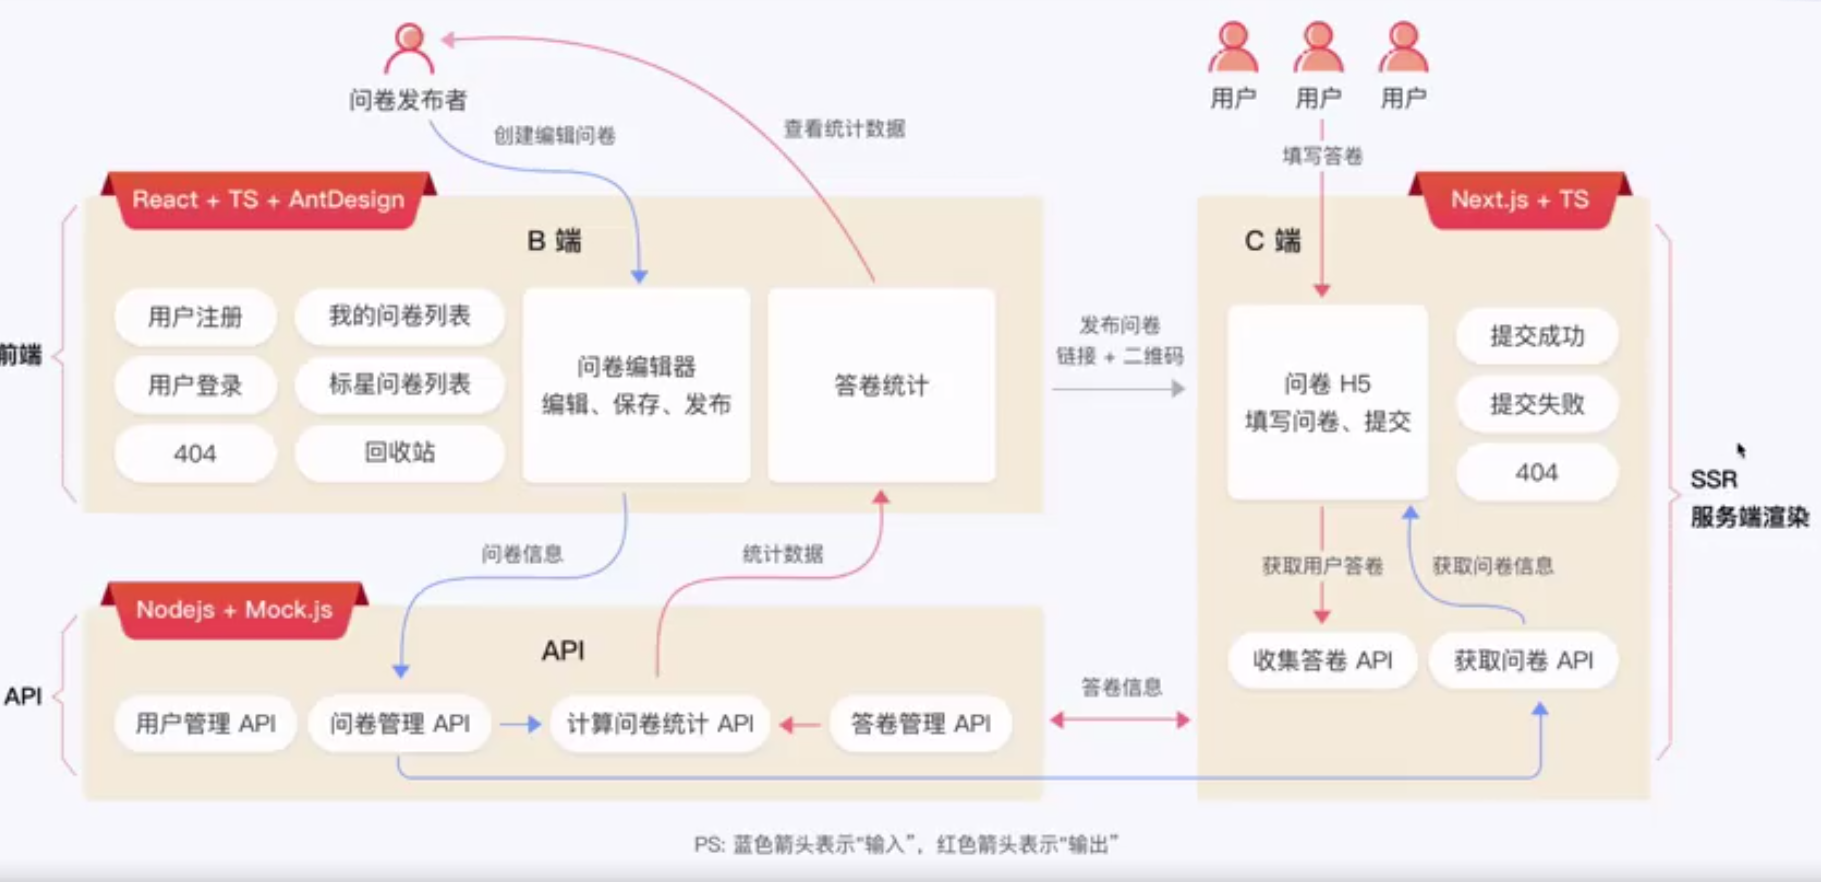 问卷发布者
用户
用户
用户
创建编辑问卷
查看统计数据
填写答卷
React + TS + AntDesign
Next.js + TS
B 端
C 端
前端
用户注册
我的问卷列表
用户登录
标星问卷列表
404
回收站
问卷编辑器
编辑、保存、发布
答卷统计
发布问卷
链接 + 二维码
问卷 H5
填写问卷、提交
提交成功
提交失败
404
SSR
服务端渲染
问卷信息
统计数据
获取用户答卷
获取问卷信息
Nodejs + Mock.js
API
API
用户管理 API
问卷管理 API
计算问卷统计 API
答卷管理 API
答卷信息
收集答卷 API
获取问卷 API
PS: 蓝色箭头表示“输入”，红色箭头表示“输出”